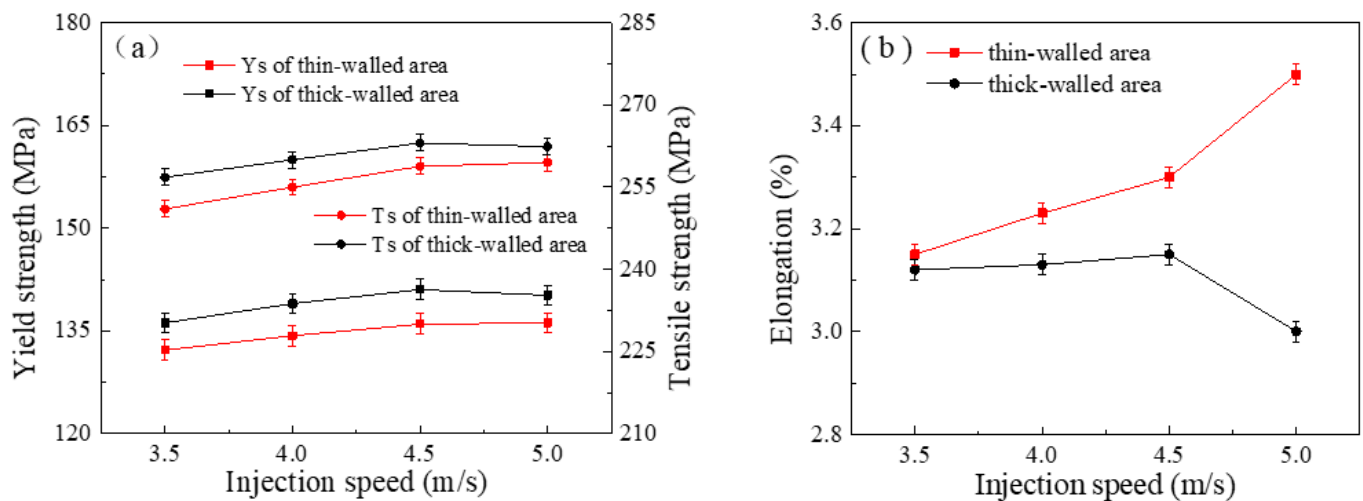 (a)
Ys of thin-walled area
Ys of thick-walled area
Ts of thin-walled area
Ts of thick-walled area
Yield strength (MPa)
180
165
150
135
120
Tensile strength (MPa)
285
270
255
240
225
210
3.5 4.0 4.5 5.0
Injection speed (m/s)
(b)
thin-walled area
thick-walled area
Elongation (%)
3.6
3.4
3.2
3.0
2.8
3.5 4.0 4.5 5.0
Injection speed (m/s)